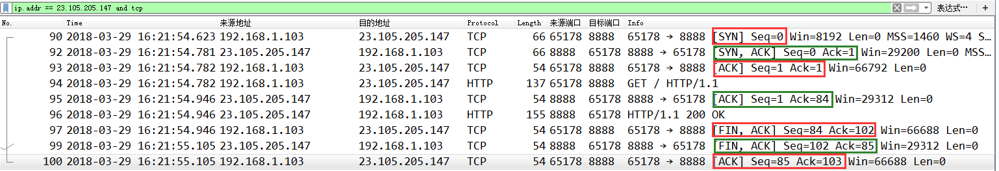 ip.addr == 23.105.205.147 and tcp 表达式… +
No. Time 来源地址 目的地址 Protocol Length 来源端口 目标端口 Info
90 2018-03-29 16:21:54.623 192.168.1.103 23.105.205.147 TCP 66 65178 8888 65178 → 8888 [SYN] Seq=0 Win=8192 Len=0 MSS=1460 WS=4 S…
92 2018-03-29 16:21:54.781 23.105.205.147 192.168.1.103 TCP 66 8888 65178 8888 → 65178 [SYN, ACK] Seq=0 Ack=1 Win=29200 Len=0 MSS…
93 2018-03-29 16:21:54.782 192.168.1.103 23.105.205.147 TCP 54 65178 8888 65178 → 8888 [ACK] Seq=1 Ack=1 Win=66792 Len=0
94 2018-03-29 16:21:54.782 192.168.1.103 23.105.205.147 HTTP 137 65178 8888 GET / HTTP/1.1
95 2018-03-29 16:21:54.946 23.105.205.147 192.168.1.103 TCP 54 8888 65178 8888 → 65178 [ACK] Seq=1 Ack=84 Win=29312 Len=0
96 2018-03-29 16:21:54.946 23.105.205.147 192.168.1.103 HTTP 155 8888 65178 HTTP/1.1 200 OK
97 2018-03-29 16:21:54.946 192.168.1.103 23.105.205.147 TCP 54 65178 8888 65178 → 8888 [FIN, ACK] Seq=84 Ack=102 Win=66688 Len=0
99 2018-03-29 16:21:55.105 23.105.205.147 192.168.1.103 TCP 54 8888 65178 8888 → 65178 [FIN, ACK] Seq=102 Ack=85 Win=29312 Len=0
100 2018-03-29 16:21:55.105 192.168.1.103 23.105.205.147 TCP 54 65178 8888 65178 → 8888 [ACK] Seq=85 Ack=103 Win=66688 Len=0